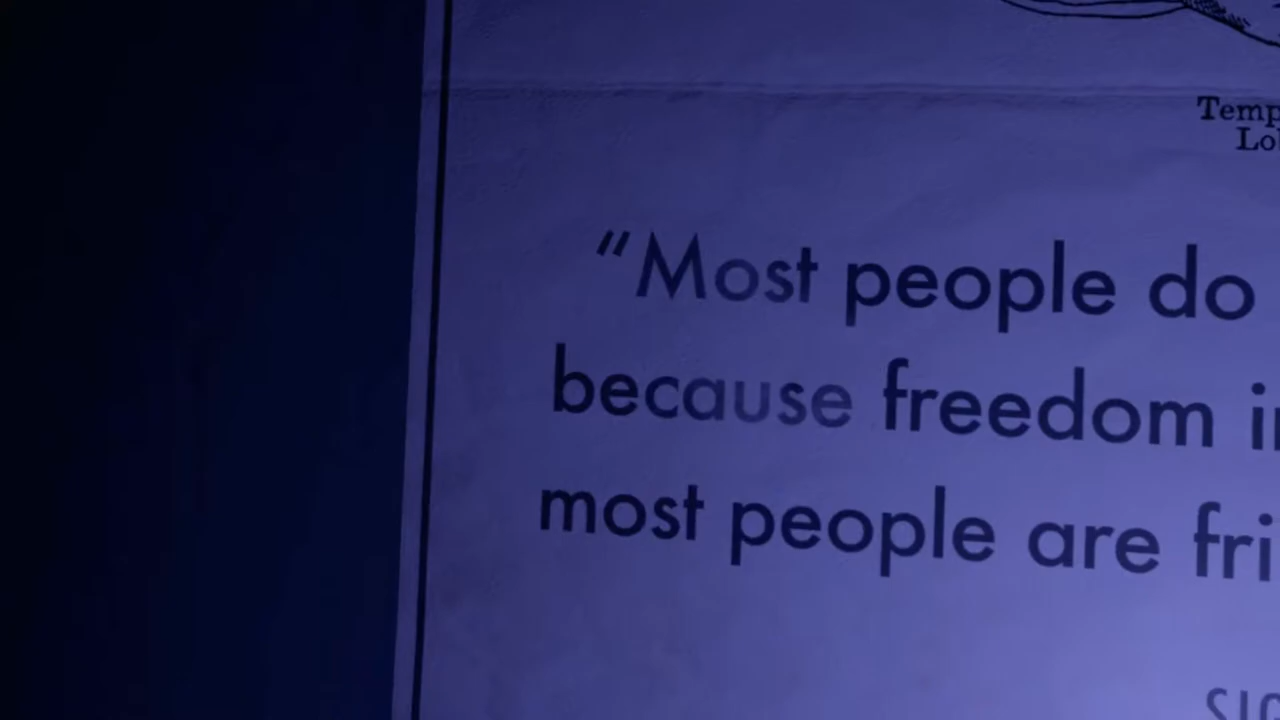 Temp
Lo
“Most people do
because freedom
most people are fri